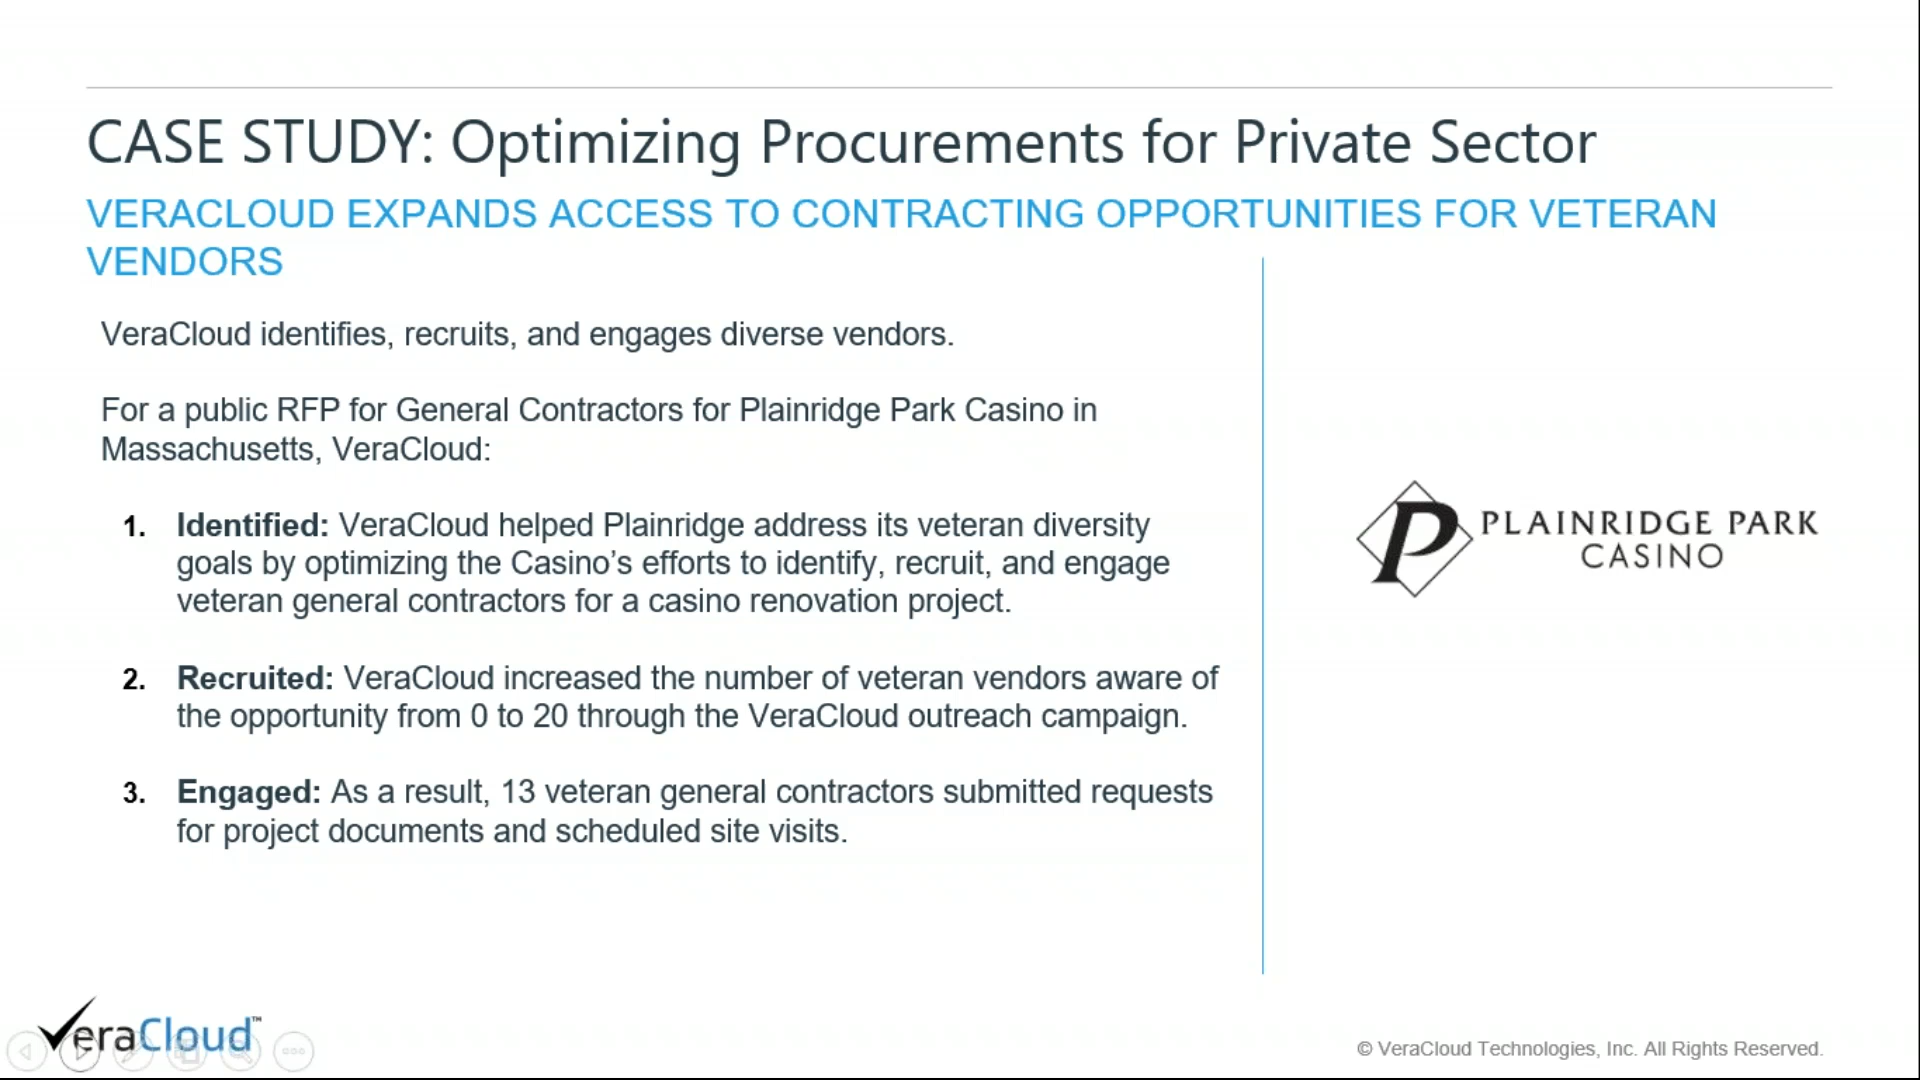 CASE STUDY: Optimizing Procurements for Private Sector
VERACLOUD EXPANDS ACCESS TO CONTRACTING OPPORTUNITIES FOR VETERAN
VENDORS
VeraCloud identifies, recruits, and engages diverse vendors.
For a public RFP for General Contractors for Plainridge Park Casino in
Massachusetts, VeraCloud:
1. Identified: VeraCloud helped Plainridge address its veteran diversity
goals by optimizing the Casino’s efforts to identify, recruit, and engage
veteran general contractors for a casino renovation project.
2. Recruited: VeraCloud increased the number of veteran vendors aware of
the opportunity from 0 to 20 through the VeraCloud outreach campaign.
3. Engaged: As a result, 13 veteran general contractors submitted requests
for project documents and scheduled site visits.
P PLAINRIDGE PARK
CASINO
VeraCloud™
© VeraCloud Technologies, Inc. All Rights Reserved.